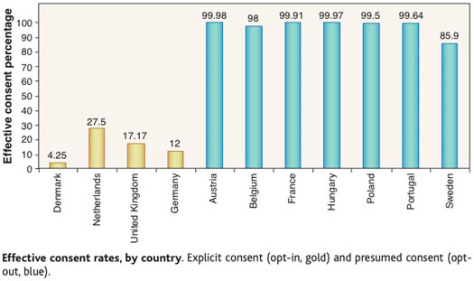 Effective consent percentage
100
90
80
70
60
50
40
30
20
10
0
4.25
27.5
17.17
12
99.98
98
99.91
99.97
99.5
99.64
85.9
Denmark
Netherlands
United Kingdom
Germany
Austria
Belgium
France
Hungary
Poland
Portugal
Sweden
Effective consent rates, by country. Explicit consent (opt-in, gold) and presumed consent (opt-
out, blue).